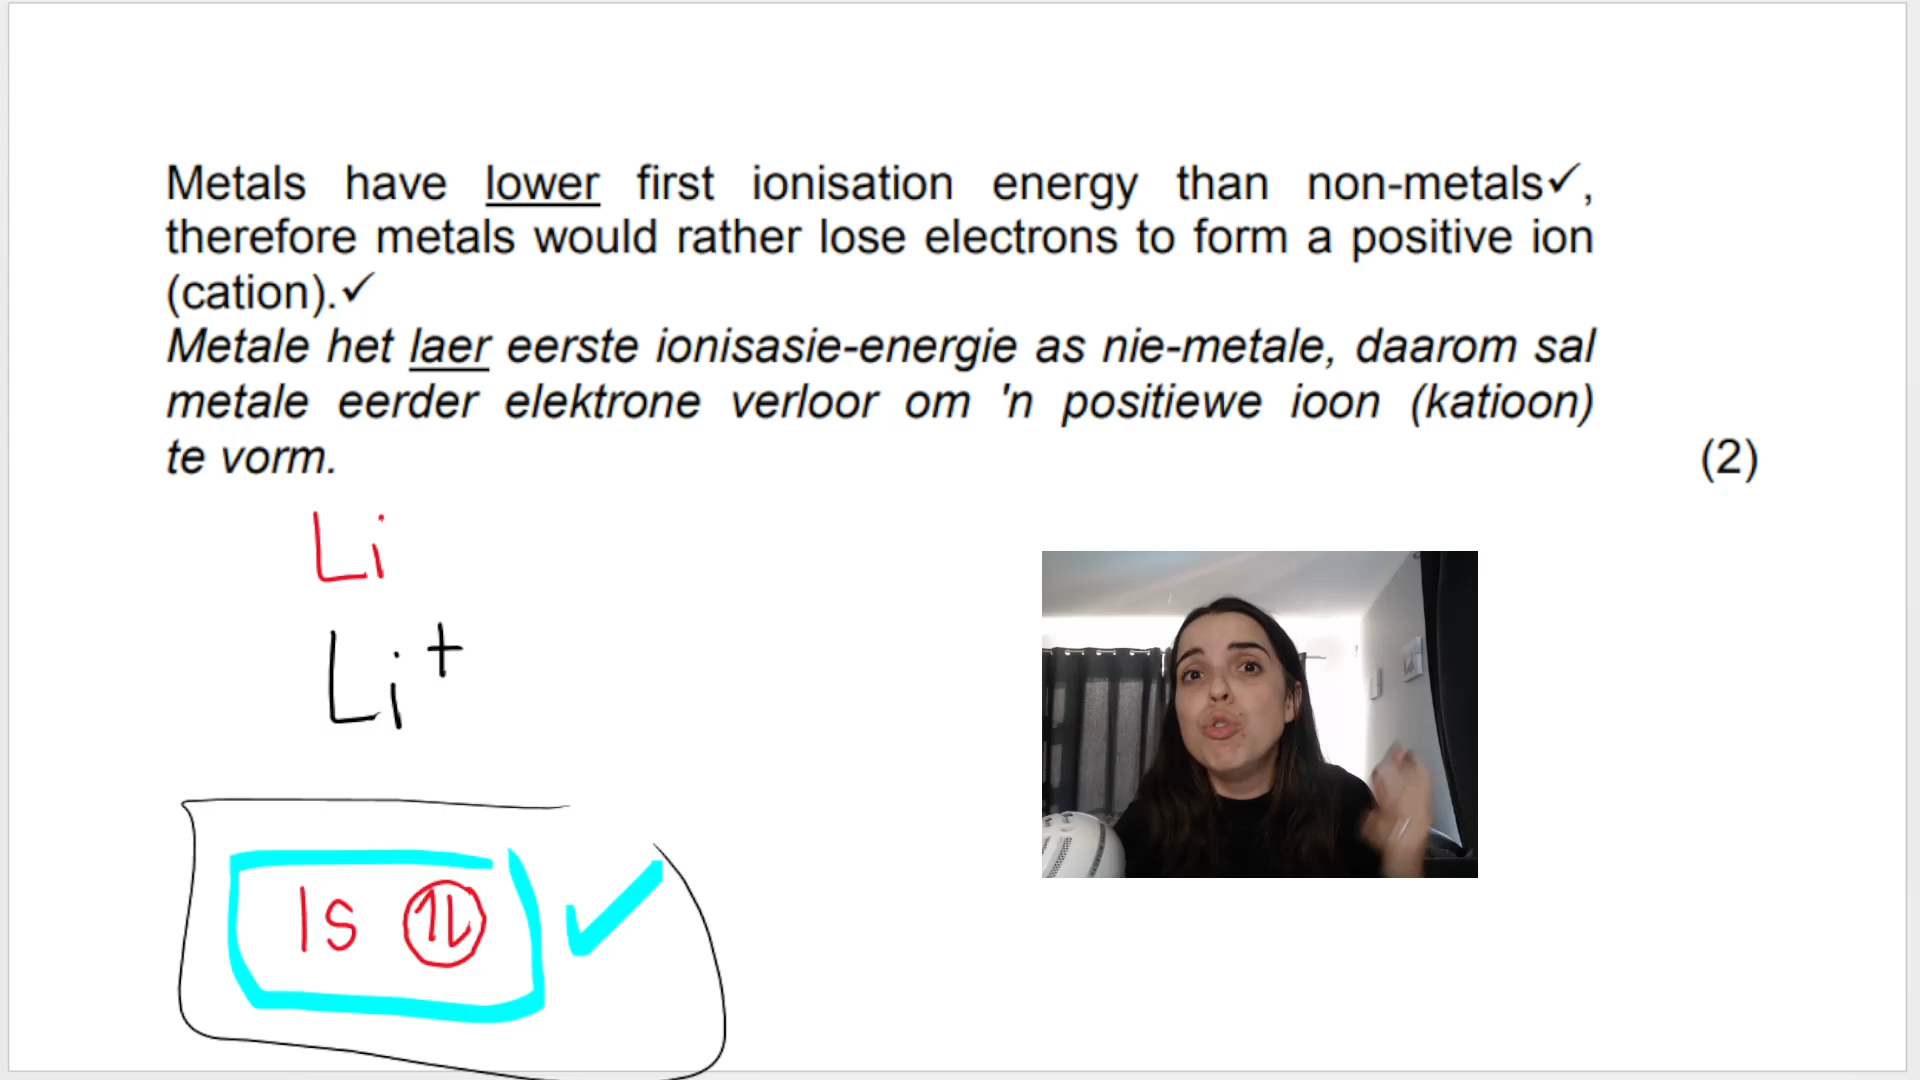 Metals have lower first ionisation energy than non-metals✓,
therefore metals would rather lose electrons to form a positive ion
(cation).✓
Metale het laer eerste ionisasie-energie as nie-metale, daarom sal
metale eerder elektrone verloor om 'n positiewe ioon (katioon)
te vorm.
(2)
Li
Li+
1s ↑↓